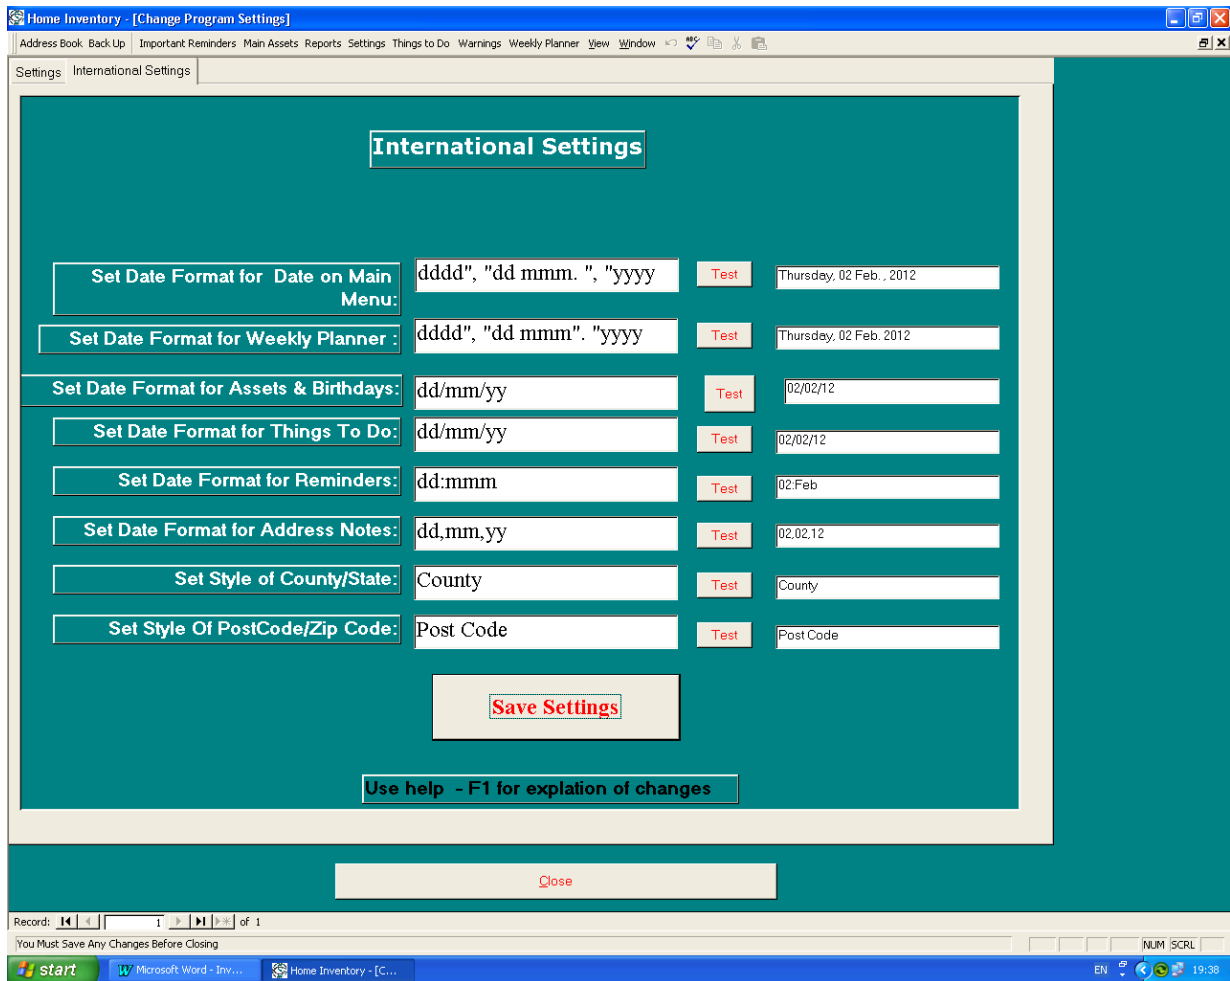 Home Inventory - [Change Program Settings]
Address Book Back Up Important Reminders Main Assets Reports Settings Things to Do Warnings Weekly Planner View Window ABC
Settings International Settings
International Settings
Set Date Format for Date on Main
Menu:
dddd", "dd mmm. ", "yyyy
Test
Thursday, 02 Feb. , 2012
Set Date Format for Weekly Planner :
dddd", "dd mmm". "yyyy
Test
Thursday, 02 Feb. 2012
Set Date Format for Assets & Birthdays:
dd/mm/yy
Test
02/02/12
Set Date Format for Things To Do:
dd/mm/yy
Test
02/02/12
Set Date Format for Reminders:
dd:mmm
Test
02:Feb
Set Date Format for Address Notes:
dd,mm,yy
Test
02,02,12
Set Style of County/State:
County
Test
County
Set Style Of PostCode/Zip Code:
Post Code
Test
Post Code
Save Settings
Use help - F1 for explation of changes
Close
Record: 1 of 1
You Must Save Any Changes Before Closing NUM SCRL
start Microsoft Word - Inv... Home Inventory - [C... EN 19:38